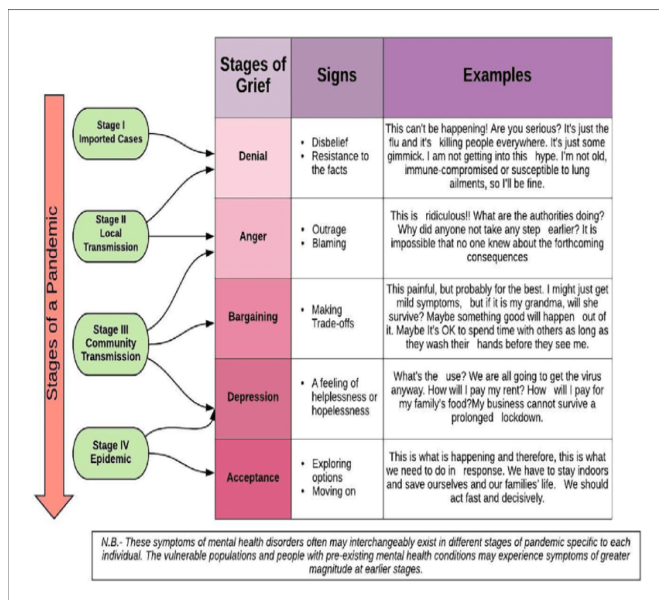 Stages of a Pandemic
Stage I
Imported Cases
Stage II
Local
Transmission
Stage III
Community
Transmission
Stage IV
Epidemic
Stages of
Grief
Signs
Examples
Denial
• Disbelief
• Resistance to
the facts
This can't be happening! Are you serious? It's just the
flu and it's killing people everywhere. It's just some
gimmick. I am not getting into this hype. I'm not old,
immune-compromised or susceptible to lung
ailments, so I'll be fine.
Anger
• Outrage
• Blaming
This is ridiculous!! What are the authorities doing?
Why did anyone not take any step earlier? It is
impossible that no one knew about the forthcoming
consequences
Bargaining
• Making
Trade-offs
This painful, but probably for the best. I might just get
mild symptoms, but if it is my grandma, will she
survive? Maybe something good will happen out of
it. Maybe It's OK to spend time with others as long as
they wash their hands before they see me.
Depression
• A feeling of
helplessness or
hopelessness
What's the use? We are all going to get the virus
anyway. How will I pay my rent? How will I pay for
my family's food?My business cannot survive a
prolonged lockdown.
Acceptance
• Exploring
options
• Moving on
This is what is happening and therefore, this is what
we need to do in response. We have to stay indoors
and save ourselves and our families' life. We should
act fast and decisively.
N.B.- These symptoms of mental health disorders often may interchangeably exist in different stages of pandemic specific to each
individual. The vulnerable populations and people with pre-existing mental health conditions may experience symptoms of greater
magnitude at earlier stages.